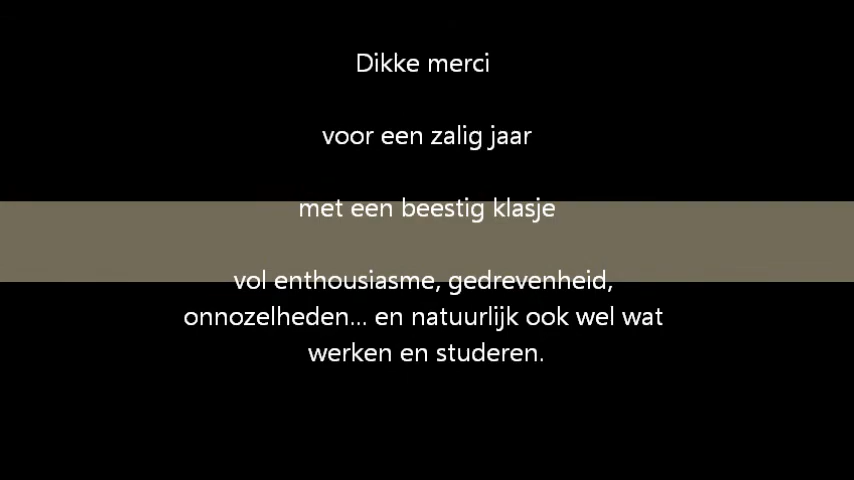 Dikke merci
voor een zalig jaar
met een beestig klasje
vol enthousiasme, gedrevenheid,
onnozelheden... en natuurlijk ook wel wat
werken en studeren.